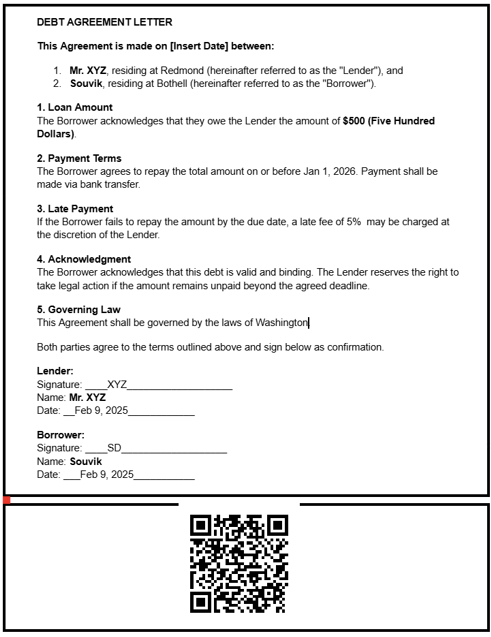 DEBT AGREEMENT LETTER
This Agreement is made on [Insert Date] between:
1. Mr. XYZ, residing at Redmond (hereinafter referred to as the "Lender"), and
2. Souvik, residing at Bothell (hereinafter referred to as the "Borrower").
1. Loan Amount
The Borrower acknowledges that they owe the Lender the amount of $500 (Five Hundred
Dollars).
2. Payment Terms
The Borrower agrees to repay the total amount on or before Jan 1, 2026. Payment shall be
made via bank transfer.
3. Late Payment
If the Borrower fails to repay the amount by the due date, a late fee of 5% may be charged at
the discretion of the Lender.
4. Acknowledgment
The Borrower acknowledges that this debt is valid and binding. The Lender reserves the right to
take legal action if the amount remains unpaid beyond the agreed deadline.
5. Governing Law
This Agreement shall be governed by the laws of Washington
Both parties agree to the terms outlined above and sign below as confirmation.
Lender:
Signature: ____XYZ___________________
Name: Mr. XYZ
Date: __Feb 9, 2025____________
Borrower:
Signature: ____SD___________________
Name: Souvik
Date: ___Feb 9, 2025___________